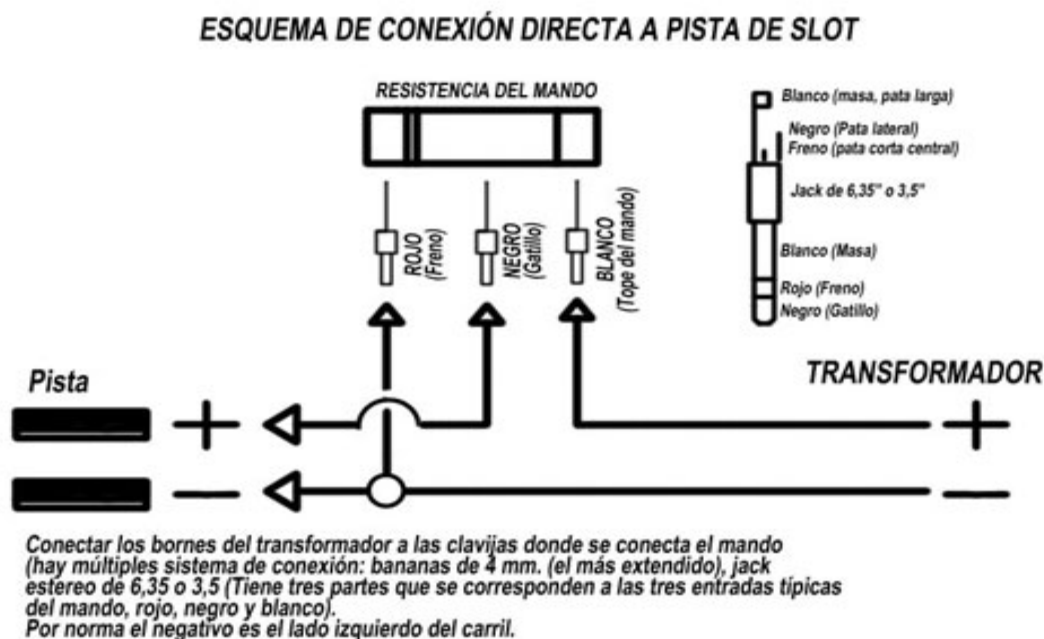 ESQUEMA DE CONEXIÓN DIRECTA A PISTA DE SLOT
RESISTENCIA DEL MANDO
Blanco (masa, pata larga)
Negro (Pata lateral)
Freno (pata corta central)
Jack de 6,35" o 3,5"
Blanco (Masa)
Rojo (Freno)
Negro (Gatillo)
ROJO
(Freno)
NEGRO
(Gatillo)
BLANCO
(Tope del mando)
Pista
TRANSFORMADOR
+
+
—
—
Conectar los bornes del transformador a las clavijas donde se conecta el mando
(hay múltiples sistema de conexión: bananas de 4 mm. (el más extendido), jack
estereo de 6,35 o 3,5 (Tiene tres partes que se corresponden a las tres entradas típicas
del mando, rojo, negro y blanco).
Por norma el negativo es el lado izquierdo del carril.